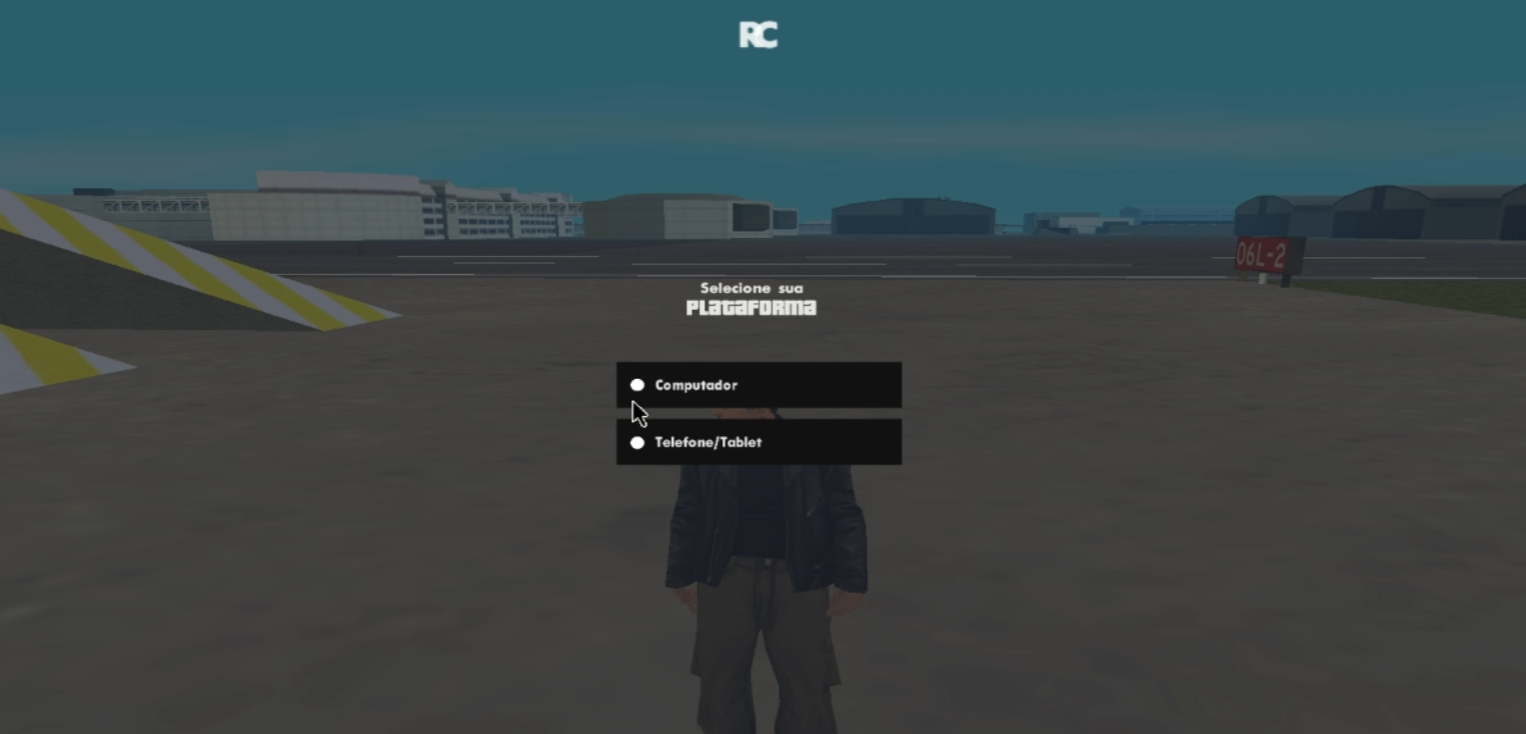 RC
06L-2
Selecione sua
PLataFORMa
Computador
Telefone/Tablet